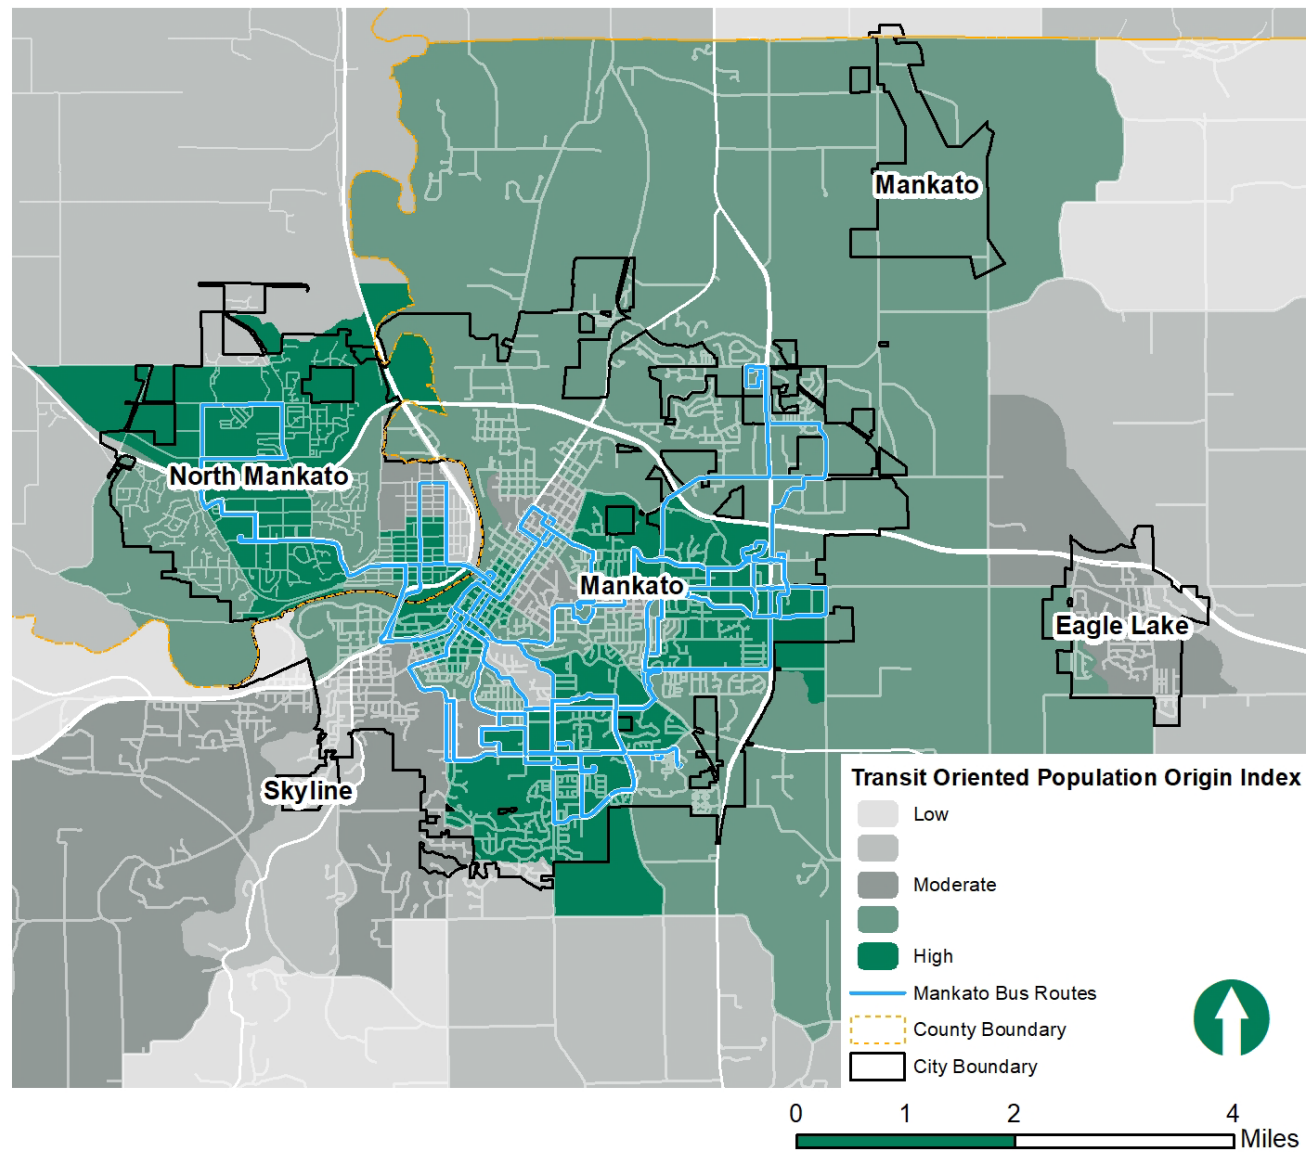 Mankato
North Mankato
Mankato
Eagle Lake
Skyline
Transit Oriented Population Origin Index
Low
Moderate
High
Mankato Bus Routes
County Boundary
City Boundary
0 1 2 4
Miles